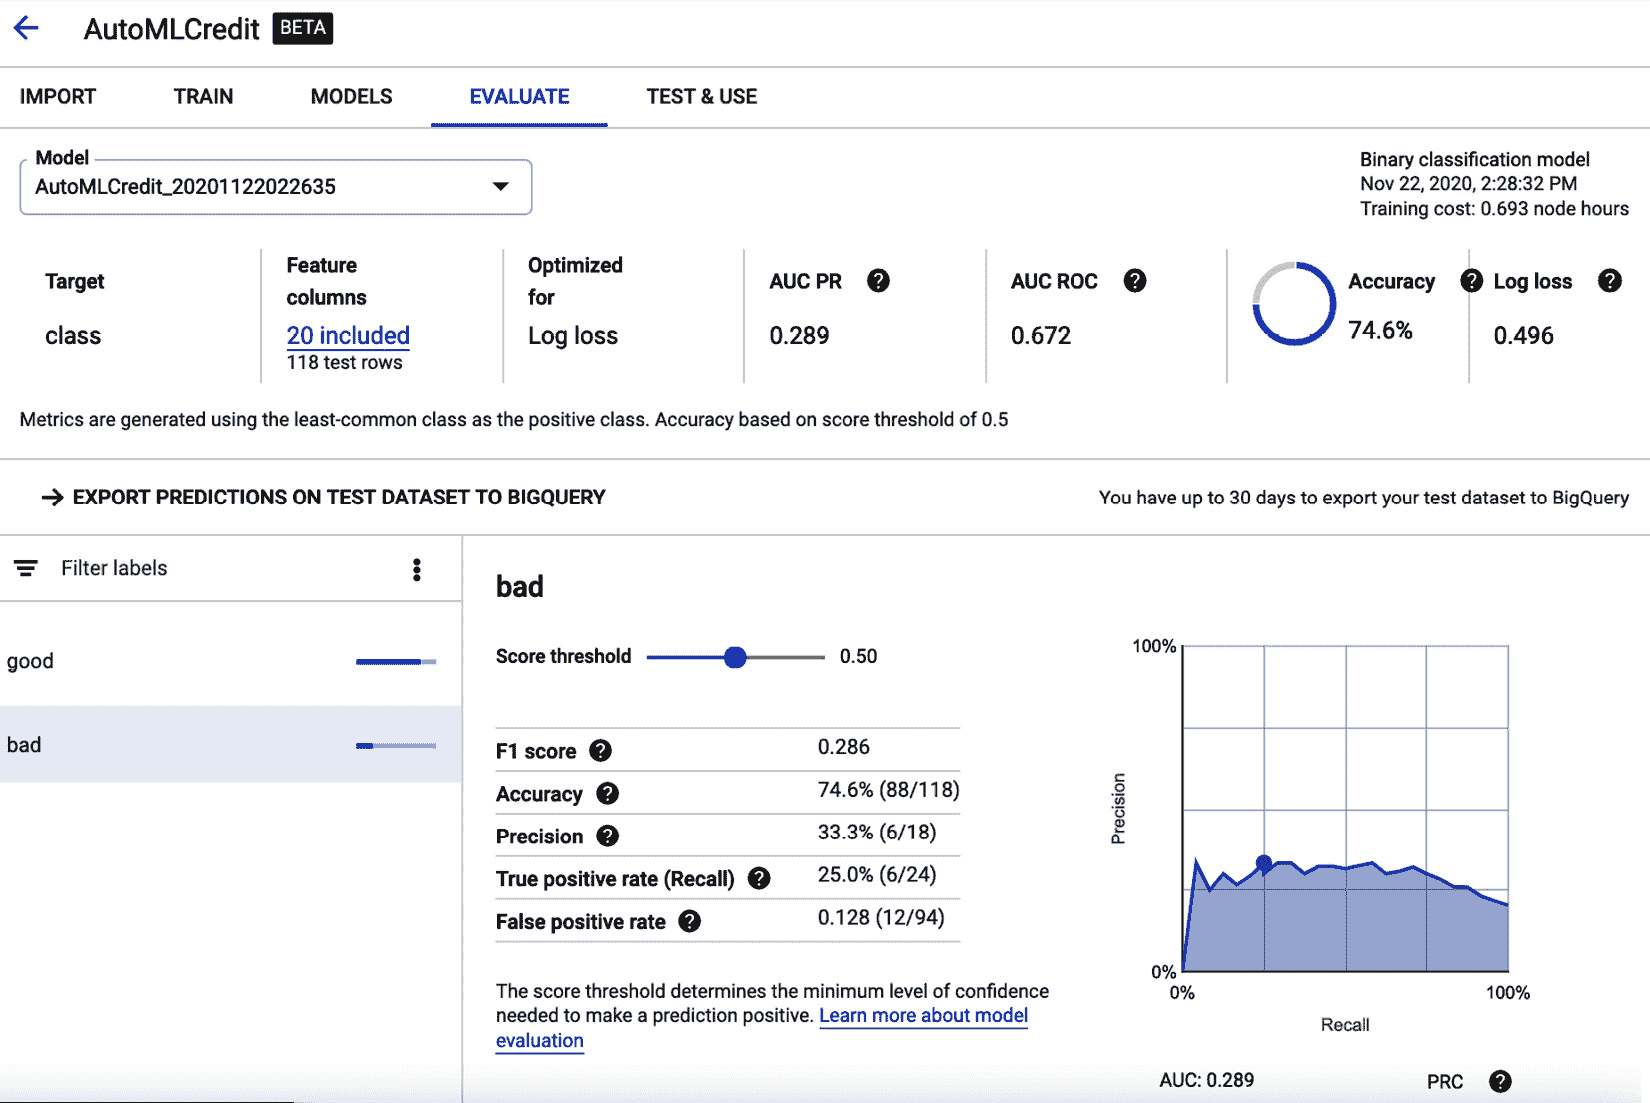 AutoMLCredit BETA
IMPORT TRAIN MODELS EVALUATE TEST & USE
Model
AutoMLCredit_20201122022635
Binary classification model
Nov 22, 2020, 2:28:32 PM
Training cost: 0.693 node hours
Target
class
Feature
columns
20 included
118 test rows
Optimized
for
Log loss
AUC PR ?
0.289
AUC ROC ?
0.672
Accuracy ?
74.6%
Log loss ?
0.496
Metrics are generated using the least-common class as the positive class. Accuracy based on score threshold of 0.5
EXPORT PREDICTIONS ON TEST DATASET TO BIGQUERY
You have up to 30 days to export your test dataset to BigQuery
Filter labels
good
bad
bad
Score threshold 0.50
F1 score ? 0.286
Accuracy ? 74.6% (88/118)
Precision ? 33.3% (6/18)
True positive rate (Recall) ? 25.0% (6/24)
False positive rate ? 0.128 (12/94)
The score threshold determines the minimum level of confidence
needed to make a prediction positive. Learn more about model
evaluation
100%
Precision
0%
0% 100%
Recall
AUC: 0.289 PRC ?